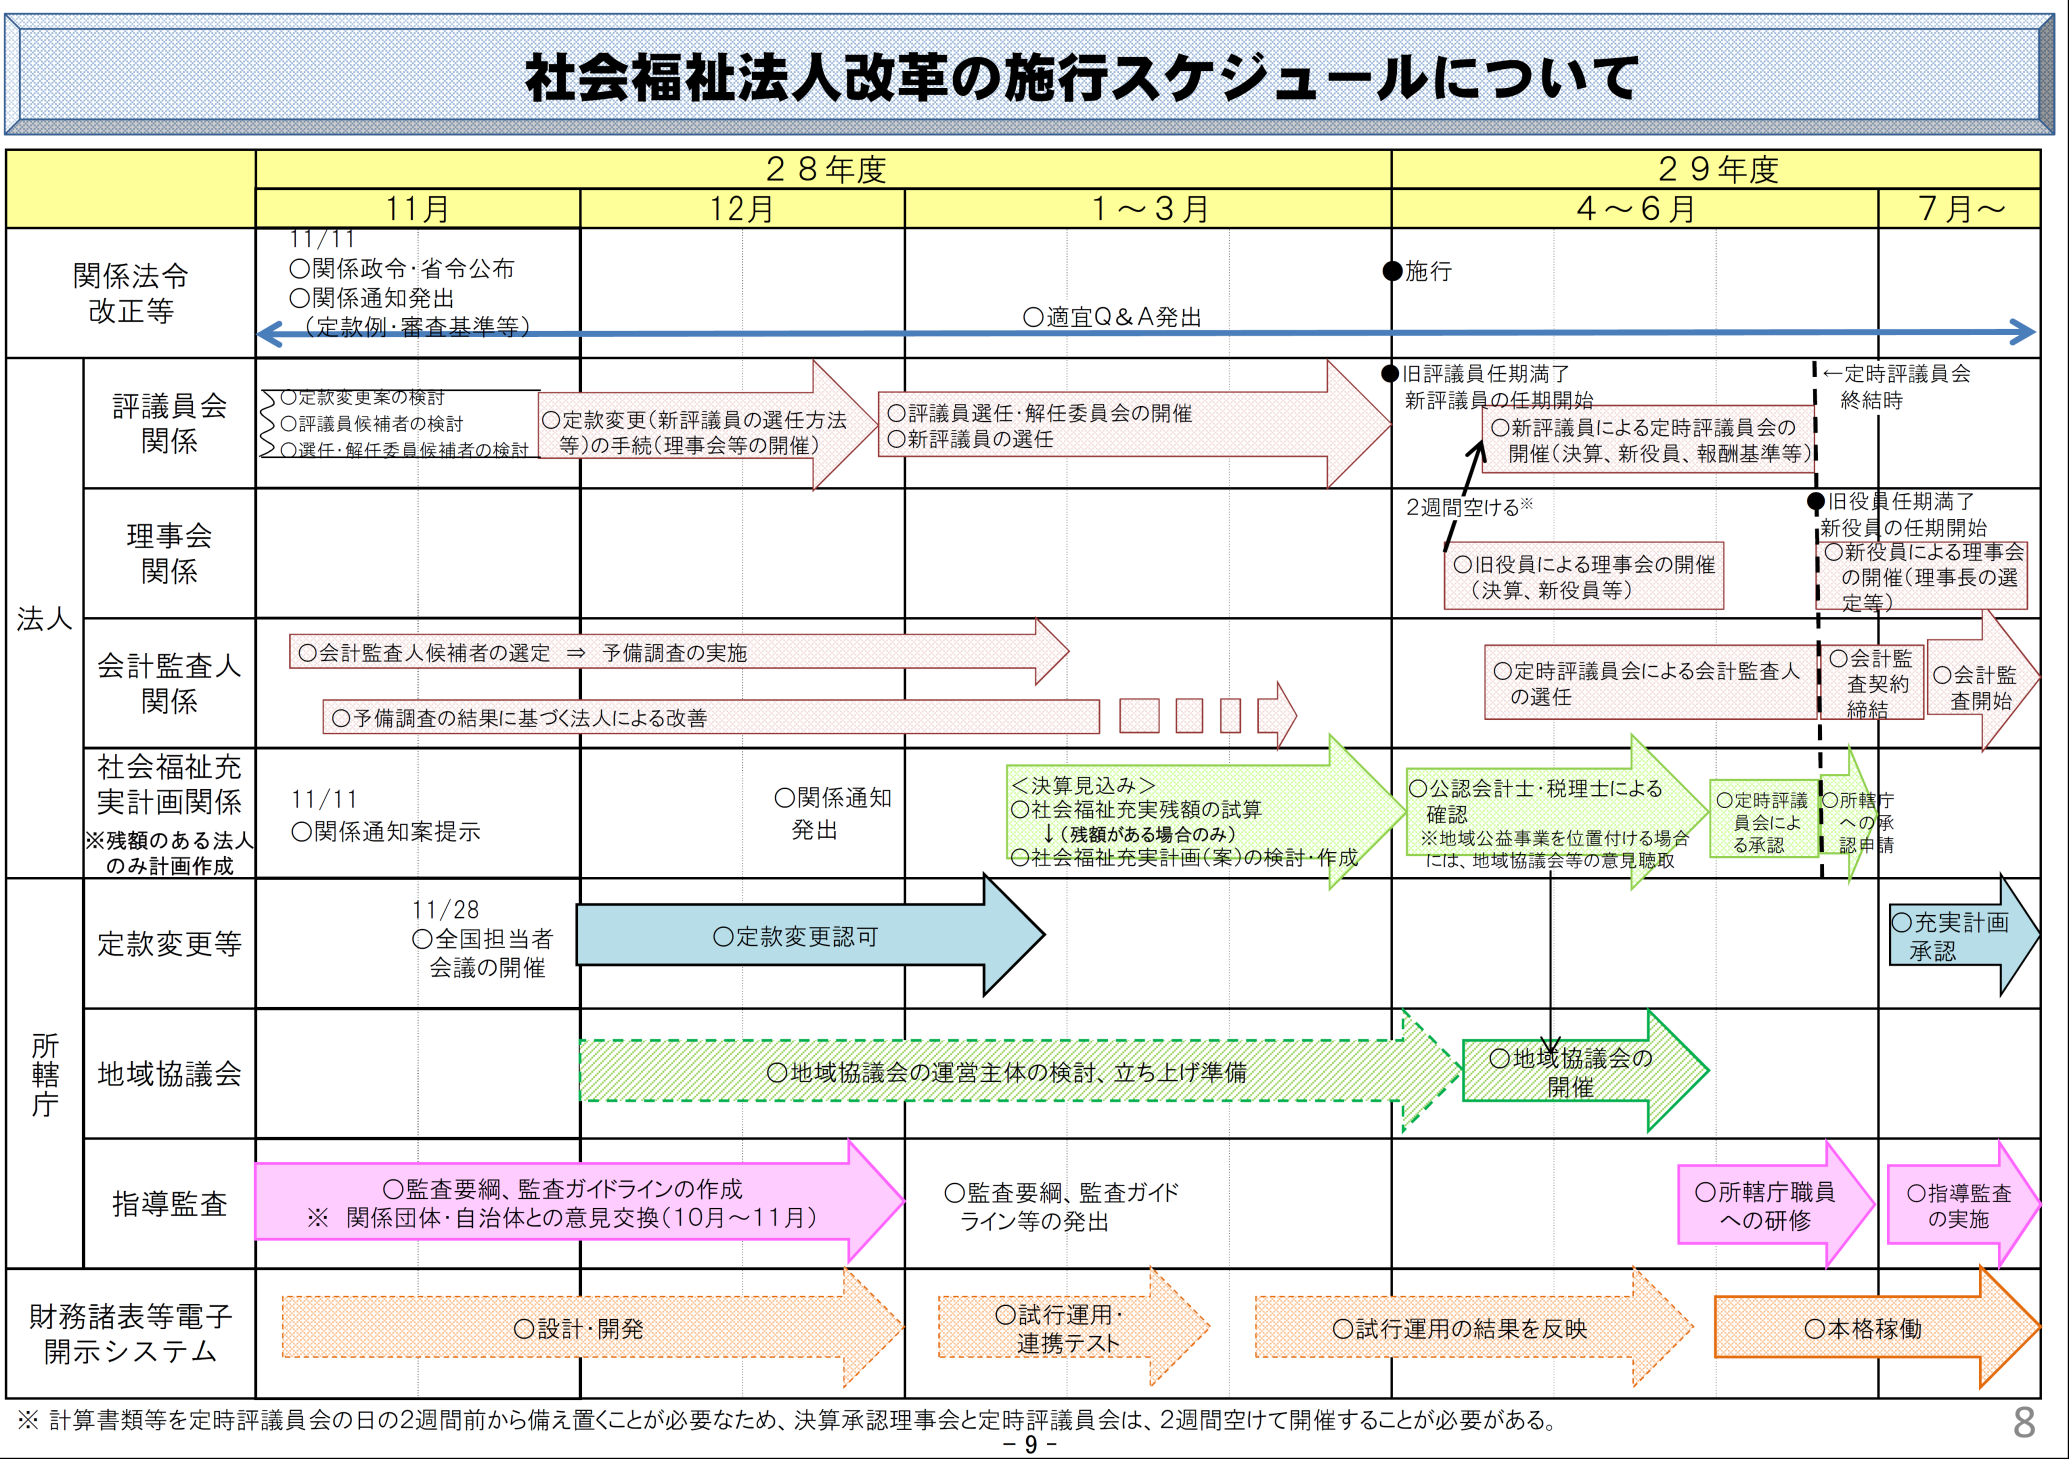 社会福祉法人改革の施行スケジュールについて
２８年度
２９年度
11月
12月
１～３月
４～６月
７月～
関係法令
改正等
11/11
○関係政令・省令公布
○関係通知発出
（定款例・審査基準等）
○適宜Q＆A発出
●施行
法人
評議員会
関係
○定款変更案の検討
○評議員候補者の検討
○選任・解任委員候補者の検討
○定款変更（新評議員の選任方法
等）の手続（理事会等の開催）
○評議員選任・解任委員会の開催
○新評議員の選任
●旧評議員任期満了
新評議員の任期開始
○新評議員による定時評議員会の
開催（決算、新役員、報酬基準等）
←定時評議員会
終結時
理事会
関係
2週間空ける※
○旧役員による理事会の開催
（決算、新役員等）
●旧役員任期満了
新役員の任期開始
○新役員による理事会
の開催（理事長の選
定等）
会計監査人
関係
○会計監査人候補者の選定 ⇒ 予備調査の実施
○予備調査の結果に基づく法人による改善
○定時評議員会による会計監査人
の選任
○会計監
査契約
締結
○会計監
査開始
社会福祉充
実計画関係
※残額のある法人
のみ計画作成
11/11
○関係通知案提示
○関係通知
発出
＜決算見込み＞
○社会福祉充実残額の試算
↓（残額がある場合のみ）
○社会福祉充実計画（案）の検討・作成
○公認会計士・税理士による
確認
※地域公益事業を位置付ける場合
には、地域協議会等の意見聴取
○定時評議
員会によ
る承認
○所轄庁
への承
認申請
所轄庁
定款変更等
11/28
○全国担当者
会議の開催
○定款変更認可
○充実計画
承認
地域協議会
○地域協議会の運営主体の検討、立ち上げ準備
○地域協議会の
開催
指導監査
○監査要綱、監査ガイドラインの作成
※ 関係団体・自治体との意見交換（10月～11月）
○監査要綱、監査ガイド
ライン等の発出
○所轄庁職員
への研修
○指導監査
の実施
財務諸表等電子
開示システム
○設計・開発
○試行運用・
連携テスト
○試行運用の結果を反映
○本格稼働
※ 計算書類等を定時評議員会の日の2週間前から備え置くことが必要なため、決算承認理事会と定時評議員会は、2週間空けて開催することが必要がある。
8
- 9 -